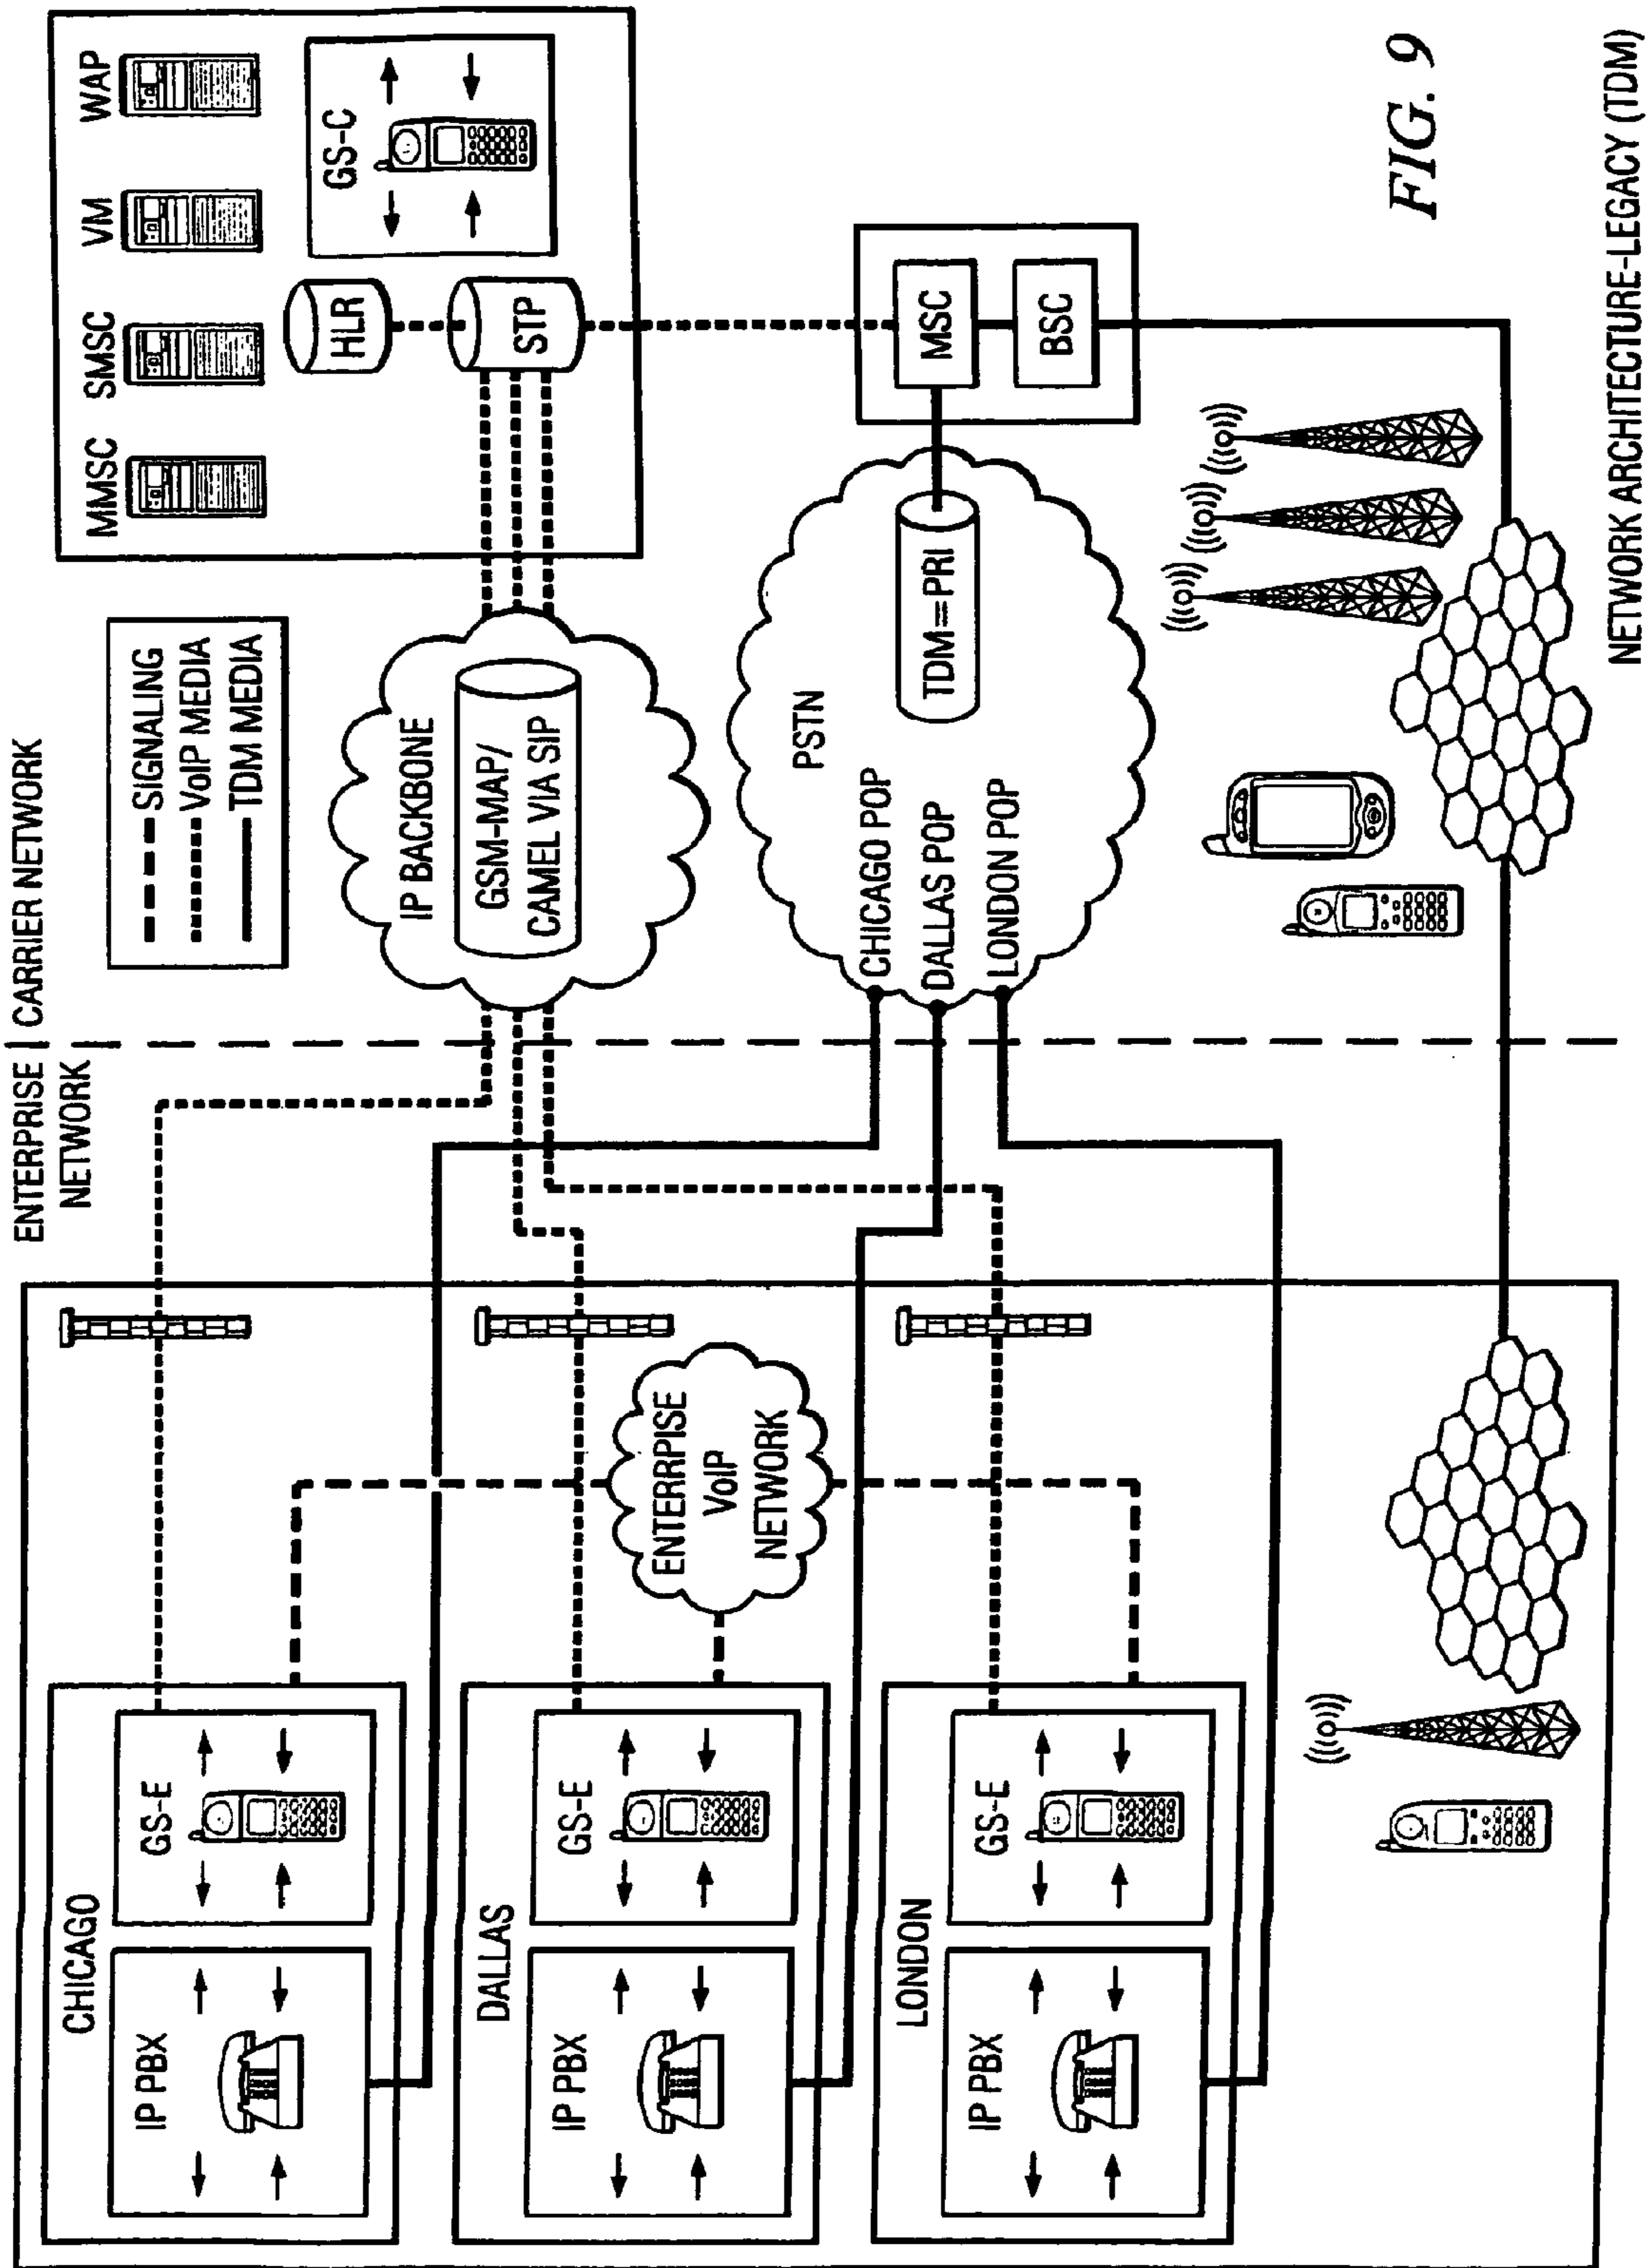 ENTERPRISE
NETWORK
CARRIER NETWORK
SIGNALING
VoIP MEDIA
TDM MEDIA
CHICAGO
IP PBX
GS-E
DALLAS
IP PBX
GS-E
LONDON
IP PBX
GS-E
ENTERRPISE
VoIP
NETWORK
IP BACKBONE
GSM-MAP/
CAMEL VIA SIP
MMSC
SMSC
VM
WAP
HLR
STP
GS-C
PSTN
CHICAGO POP
DALLAS POP
LONDON POP
TDM=PRI
MSC
BSC
FIG. 9
NETWORK ARCHITECTURE-LEGACY (TDM)